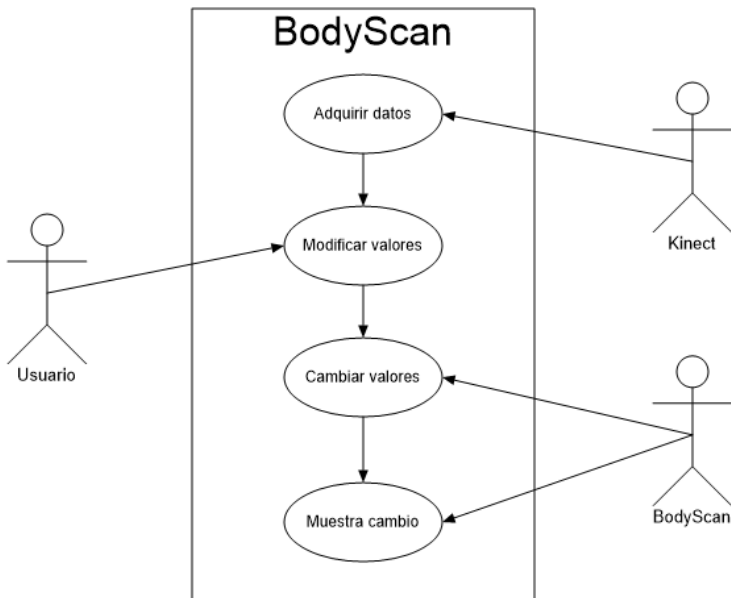 BodyScan
Adquirir datos
Kinect
Modificar valores
Usuario
Cambiar valores
BodyScan
Muestra cambio